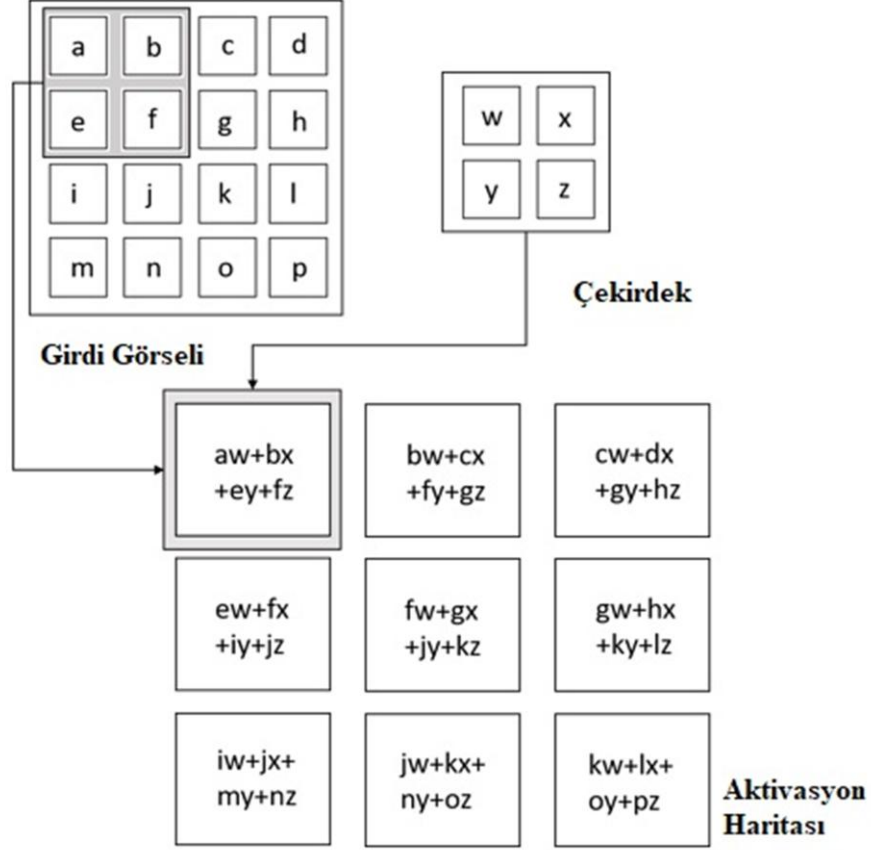 a b c d
e f g h
i j k l
m n o p
w x
y z
Çekirdek
Girdi Görseli
aw+bx
+ey+fz
bw+cx
+fy+gz
cw+dx
+gy+hz
ew+fx
+iy+jz
fw+gx
+jy+kz
gw+hx
+ky+lz
iw+jx+
my+nz
jw+kx+
ny+oz
kw+lx+
oy+pz
Aktivasyon
Haritası